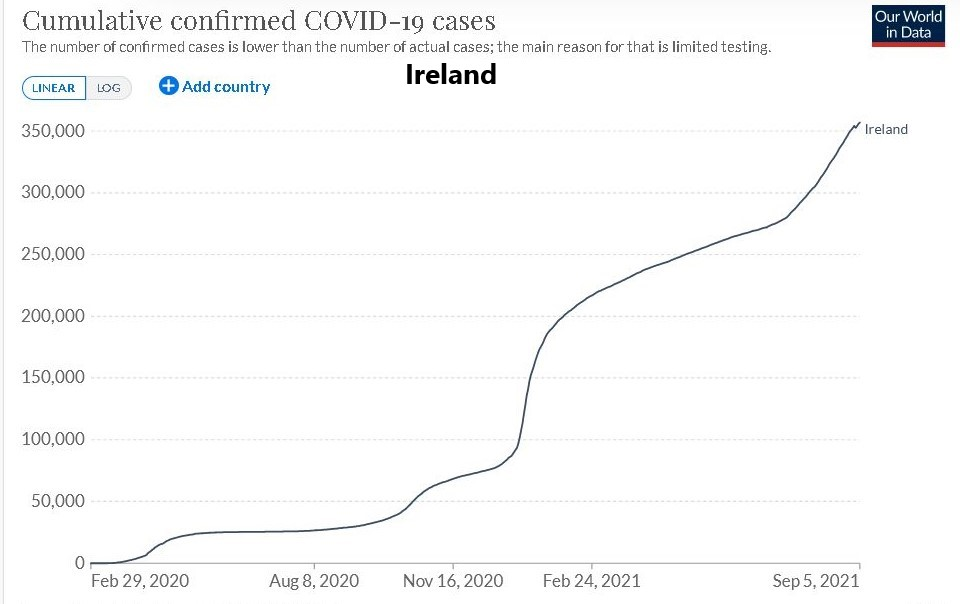 Cumulative confirmed COVID-19 cases
Our World
in Data
The number of confirmed cases is lower than the number of actual cases; the main reason for that is limited testing.
Ireland
LINEAR LOG
Add country
350,000
Ireland
300,000
250,000
200,000
150,000
100,000
50,000
0
Feb 29, 2020 Aug 8, 2020 Nov 16, 2020 Feb 24, 2021 Sep 5, 2021